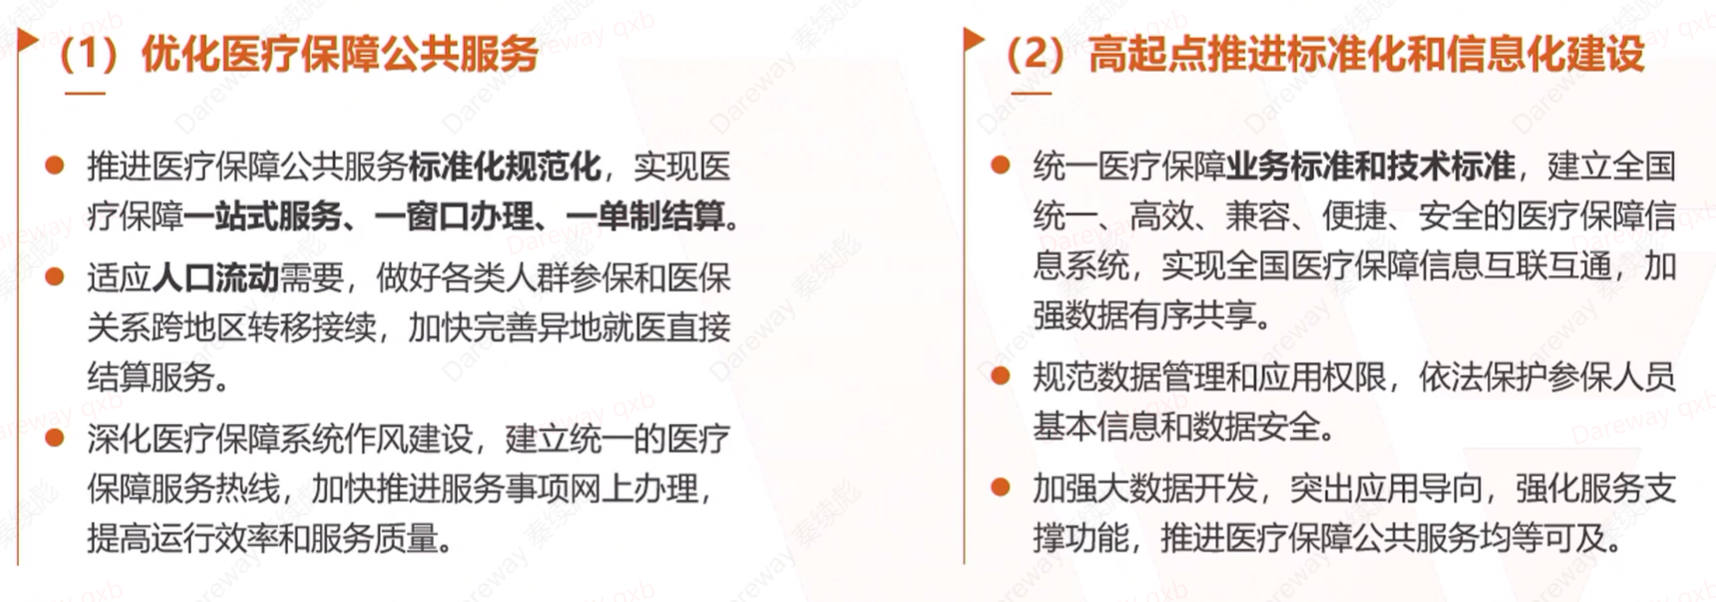 （1）优化医疗保障公共服务
推进医疗保障公共服务标准化规范化，实现医
疗保障一站式服务、一窗口办理、一单制结算。
适应人口流动需要，做好各类人群参保和医保
关系跨地区转移接续，加快完善异地就医直接
结算服务。
深化医疗保障系统作风建设，建立统一的医疗
保障服务热线，加快推进服务事项网上办理，
提高运行效率和服务质量。
（2）高起点推进标准化和信息化建设
统一医疗保障业务标准和技术标准，建立全国
统一、高效、兼容、便捷、安全的医疗保障信
息系统，实现全国医疗保障信息互联互通，加
强数据有序共享。
规范数据管理和应用权限，依法保护参保人员
基本信息和数据安全。
加强大数据开发，突出应用导向，强化服务支
撑功能，推进医疗保障公共服务均等可及。
Dareway 秦续彪
Dareway qxb